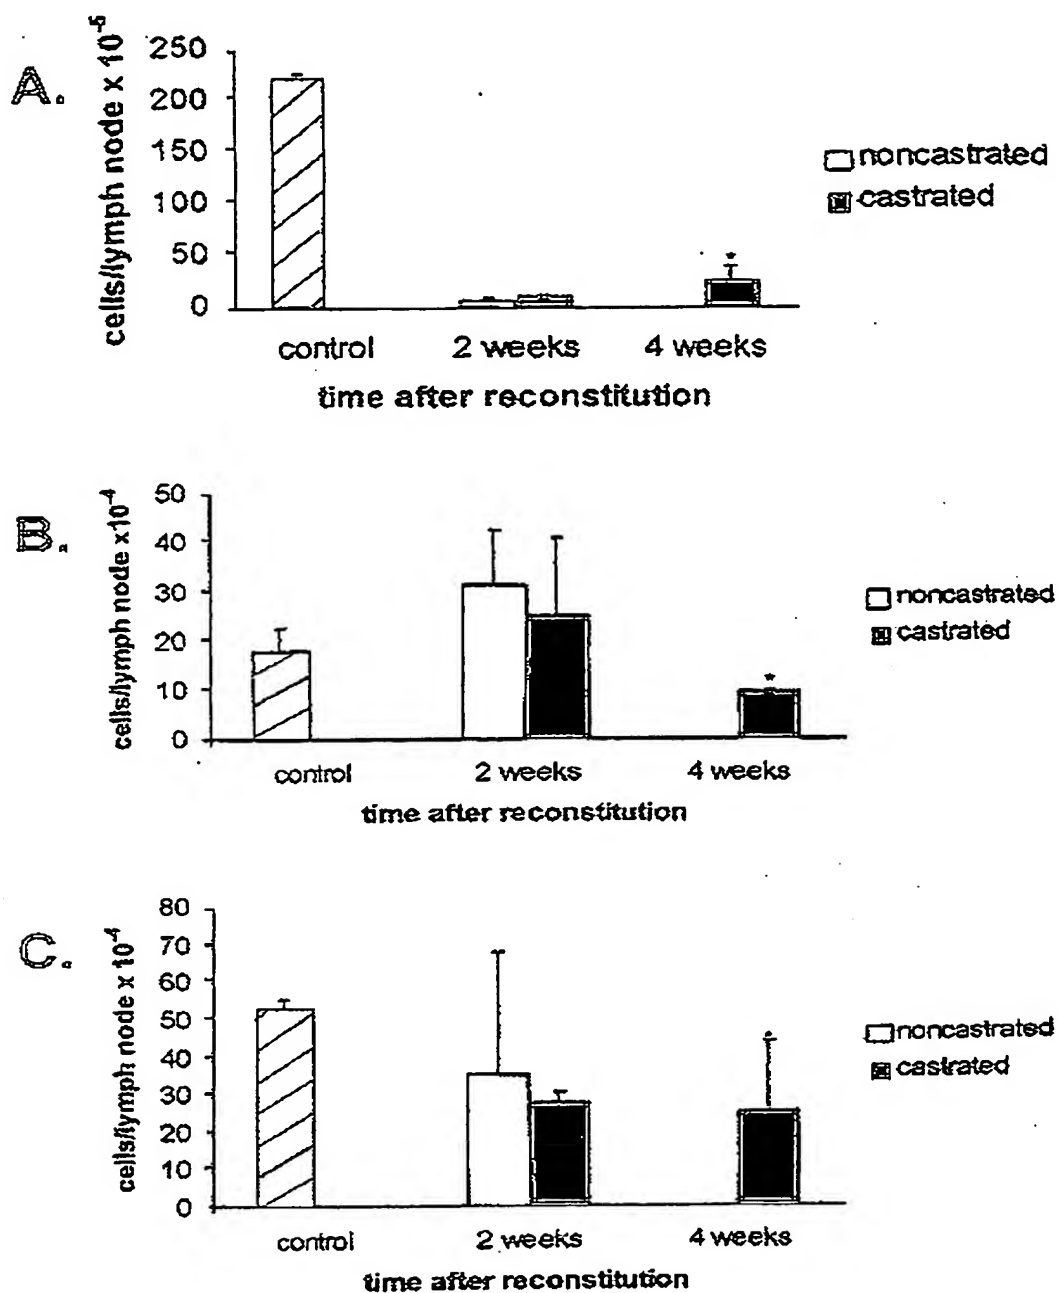 A.
cells/lymph node x 10⁻⁵
250
200
150
100
50
0
*
noncastrated
castrated
control 2 weeks 4 weeks
time after reconstitution
B.
cells/lymph node x10⁻⁴
50
40
30
20
10
0
*
noncastrated
castrated
control 2 weeks 4 weeks
time after reconstitution
C.
cells/lymph node x 10⁻⁴
80
70
60
50
40
30
20
10
0
*
noncastrated
castrated
control 2 weeks 4 weeks
time after reconstitution